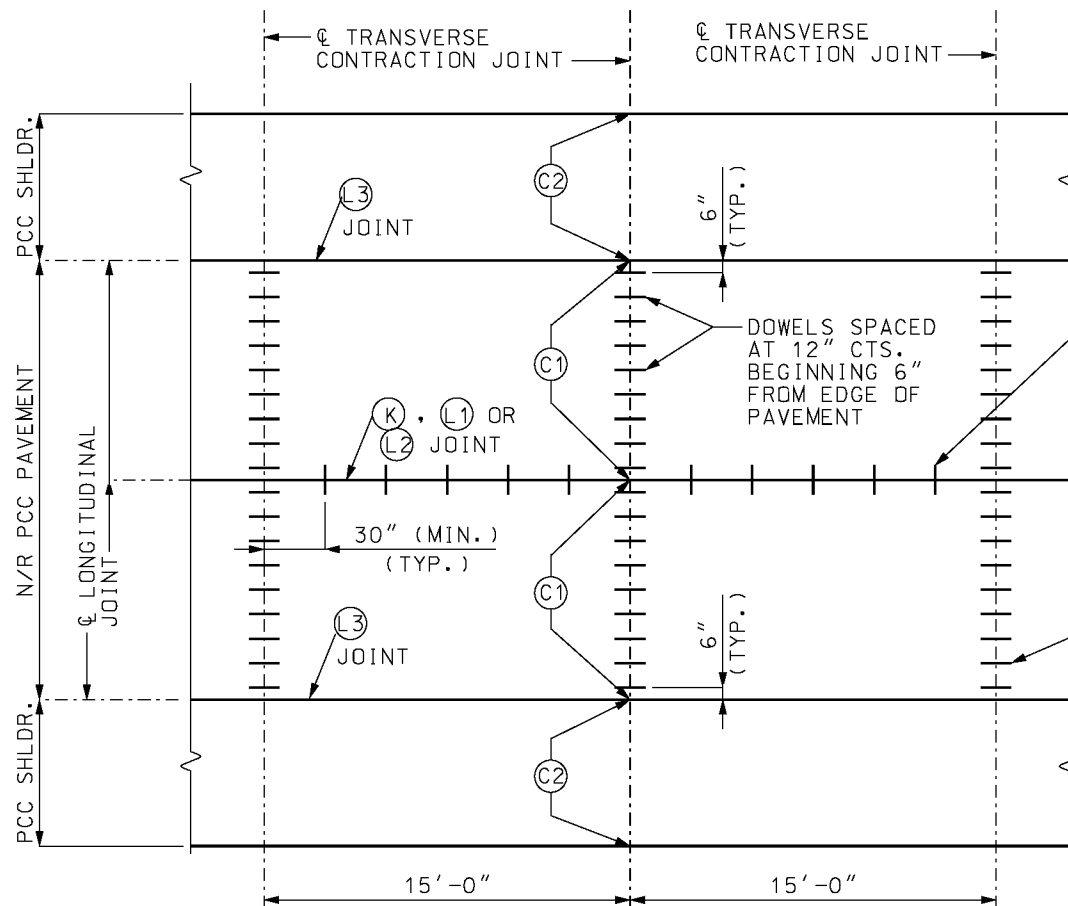 ℄ TRANSVERSE
CONTRACTION JOINT
℄ TRANSVERSE
CONTRACTION JOINT
PCC SHLDR.
C2
L3
JOINT
6"
(TYP.)
DOWELS SPACED
AT 12" CTS.
BEGINNING 6"
FROM EDGE OF
PAVEMENT
C1
K , L1 OR
L2 JOINT
N/R PCC PAVEMENT
℄ LONGITUDINAL
JOINT
30" (MIN.)
(TYP.)
C1
L3
JOINT
6"
(TYP.)
PCC SHLDR.
C2
15'-0"
15'-0"